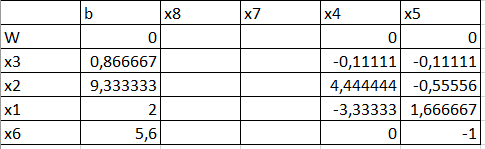 b x8 x7 x4 x5
W 0 0 0
x3 0,866667 -0,11111 -0,11111
x2 9,333333 4,444444 -0,55556
x1 2 -3,33333 1,666667
x6 5,6 0 -1